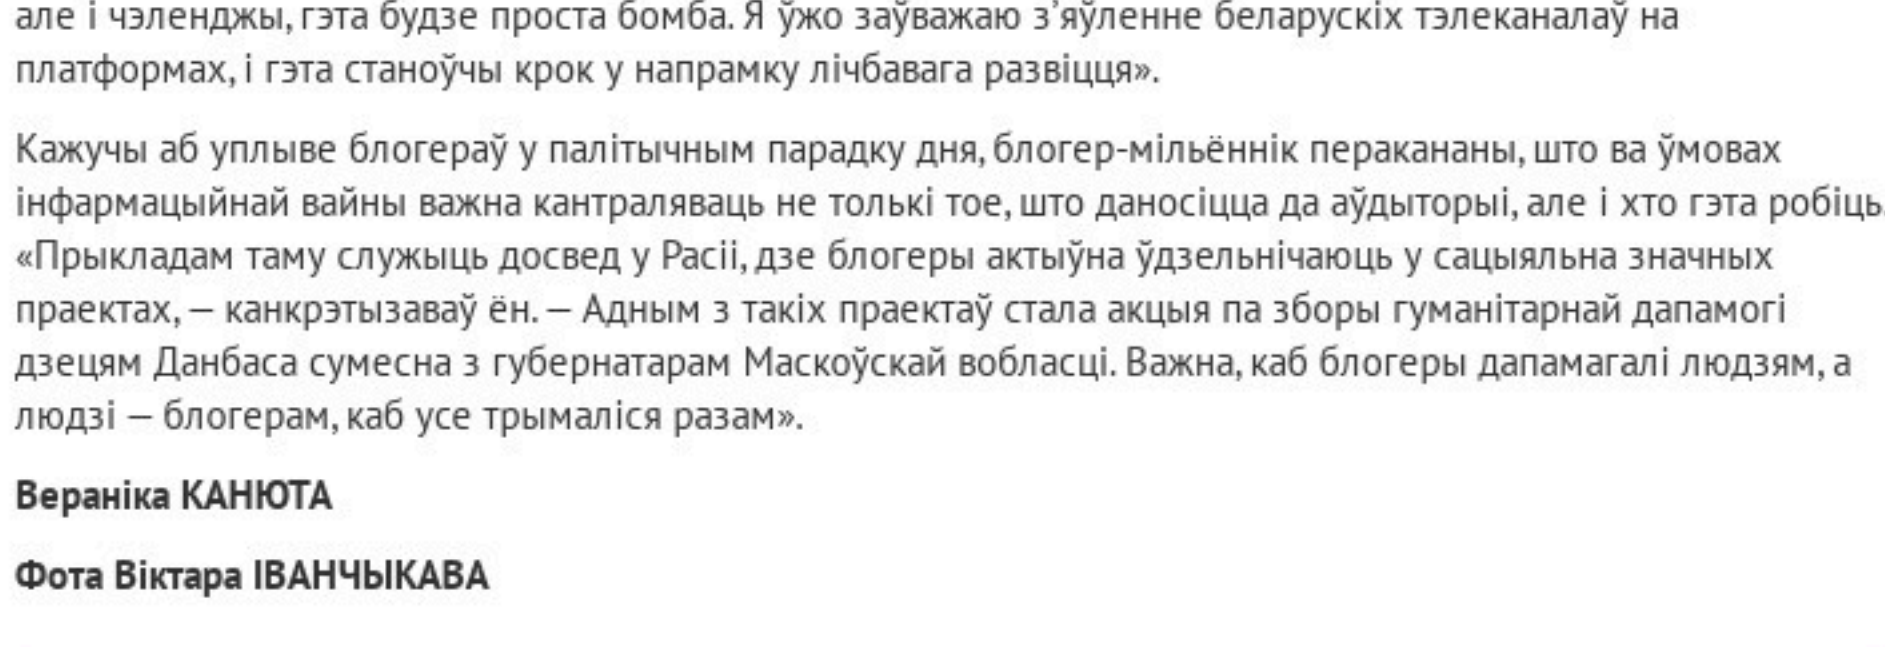 але і чэленджы, гэта будзе проста бомба. Я ўжо заўважаю з'яўленне беларускіх тэлеканалаў на
платформах, і гэта станоўчы крок у напрамку лічбавага развіцця».
Кажучы аб уплыве блогераў у палітычным парадку дня, блогер-мільённік перакананы, што ва ўмовах
інфармацыйнай вайны важна кантраляваць не толькі тое, што даносіцца да аўдыторыі, але і хто гэта робіць.
«Прыкладам таму служыць досвед у Расіі, дзе блогеры актыўна ўдзельнічаюць у сацыяльна значных
праектах, — канкрэтызаваў ён. — Адным з такіх праектаў стала акцыя па зборы гуманітарнай дапамогі
дзецям Данбаса сумесна з губернатарам Маскоўскай вобласці. Важна, каб блогеры дапамагалі людзям, а
людзі — блогерам, каб усе трымаліся разам».
Вераніка КАНЮТА
Фота Віктара ІВАНЧЫКАВА